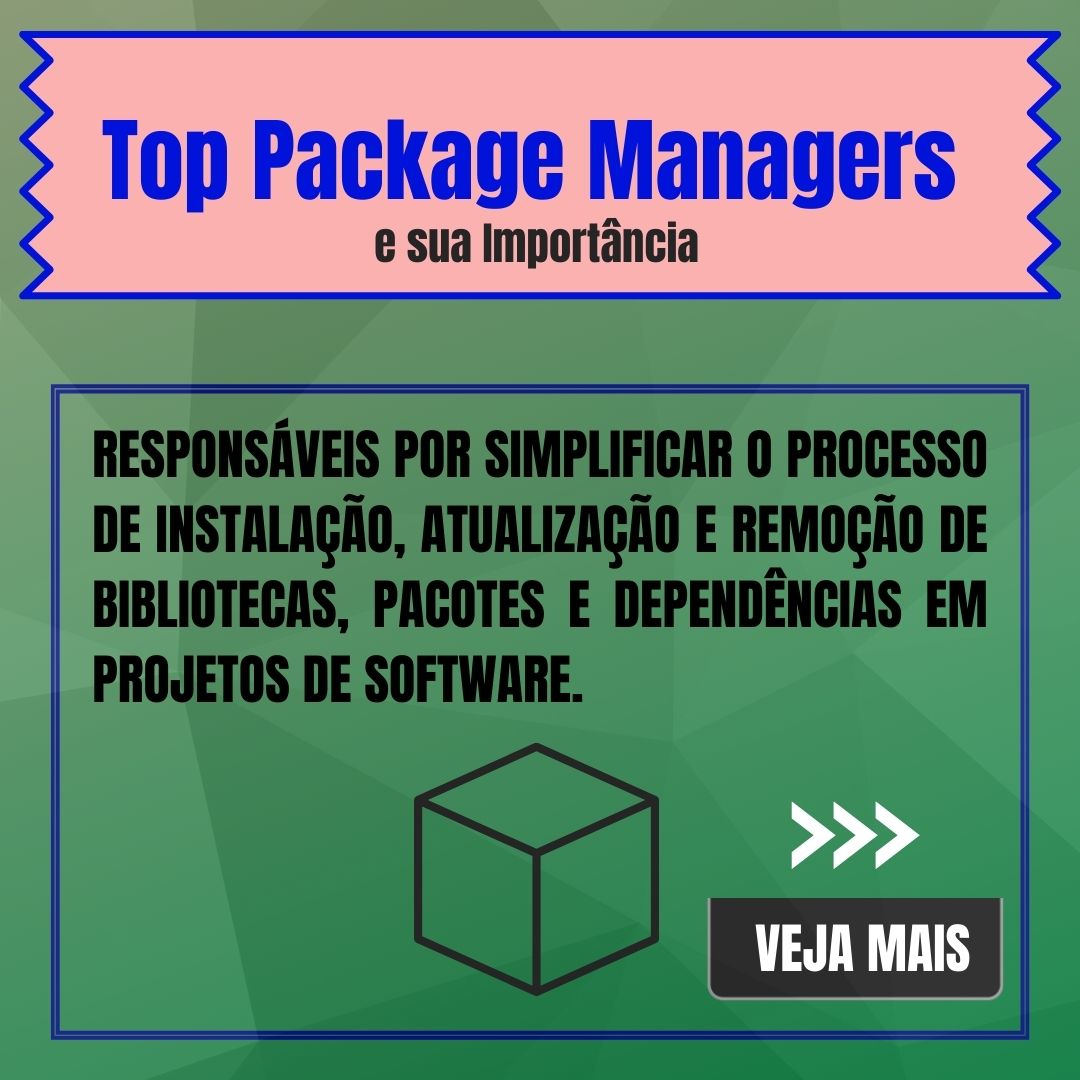 Top Package Managers
e sua Importância
RESPONSÁVEIS POR SIMPLIFICAR O PROCESSO
DE INSTALAÇÃO, ATUALIZAÇÃO E REMOÇÃO DE
BIBLIOTECAS, PACOTES E DEPENDÊNCIAS EM
PROJETOS DE SOFTWARE.
VEJA MAIS